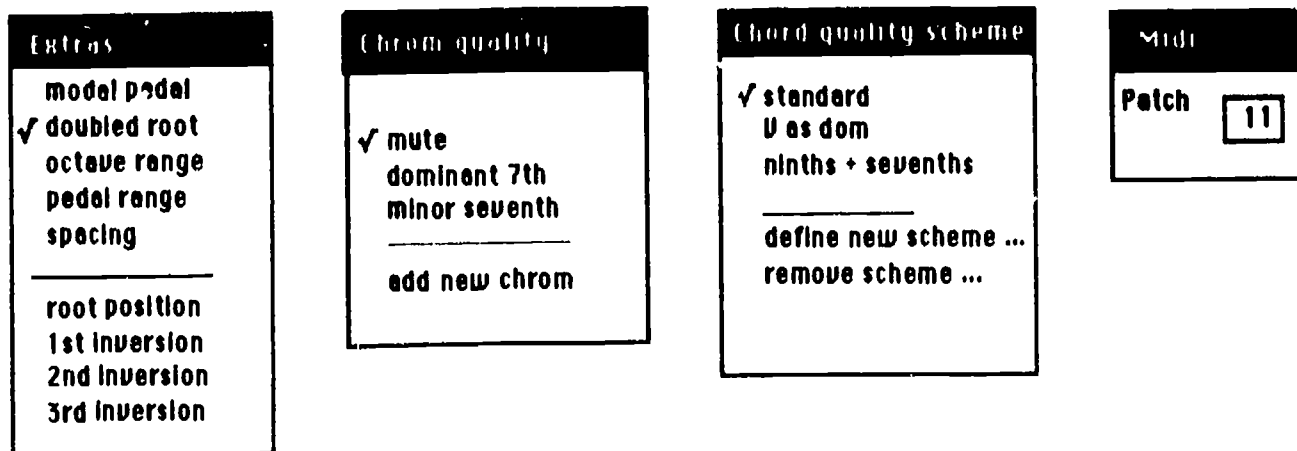 Extras
modal pedal
√ doubled root
octave range
pedal range
spacing
root position
1st inversion
2nd inversion
3rd inversion
Chrom quality
√ mute
dominant 7th
minor seventh
add new chrom
Chord quality scheme
√ standard
V as dom
ninths + sevenths
define new scheme ...
remove scheme ...
Midi
Patch 11